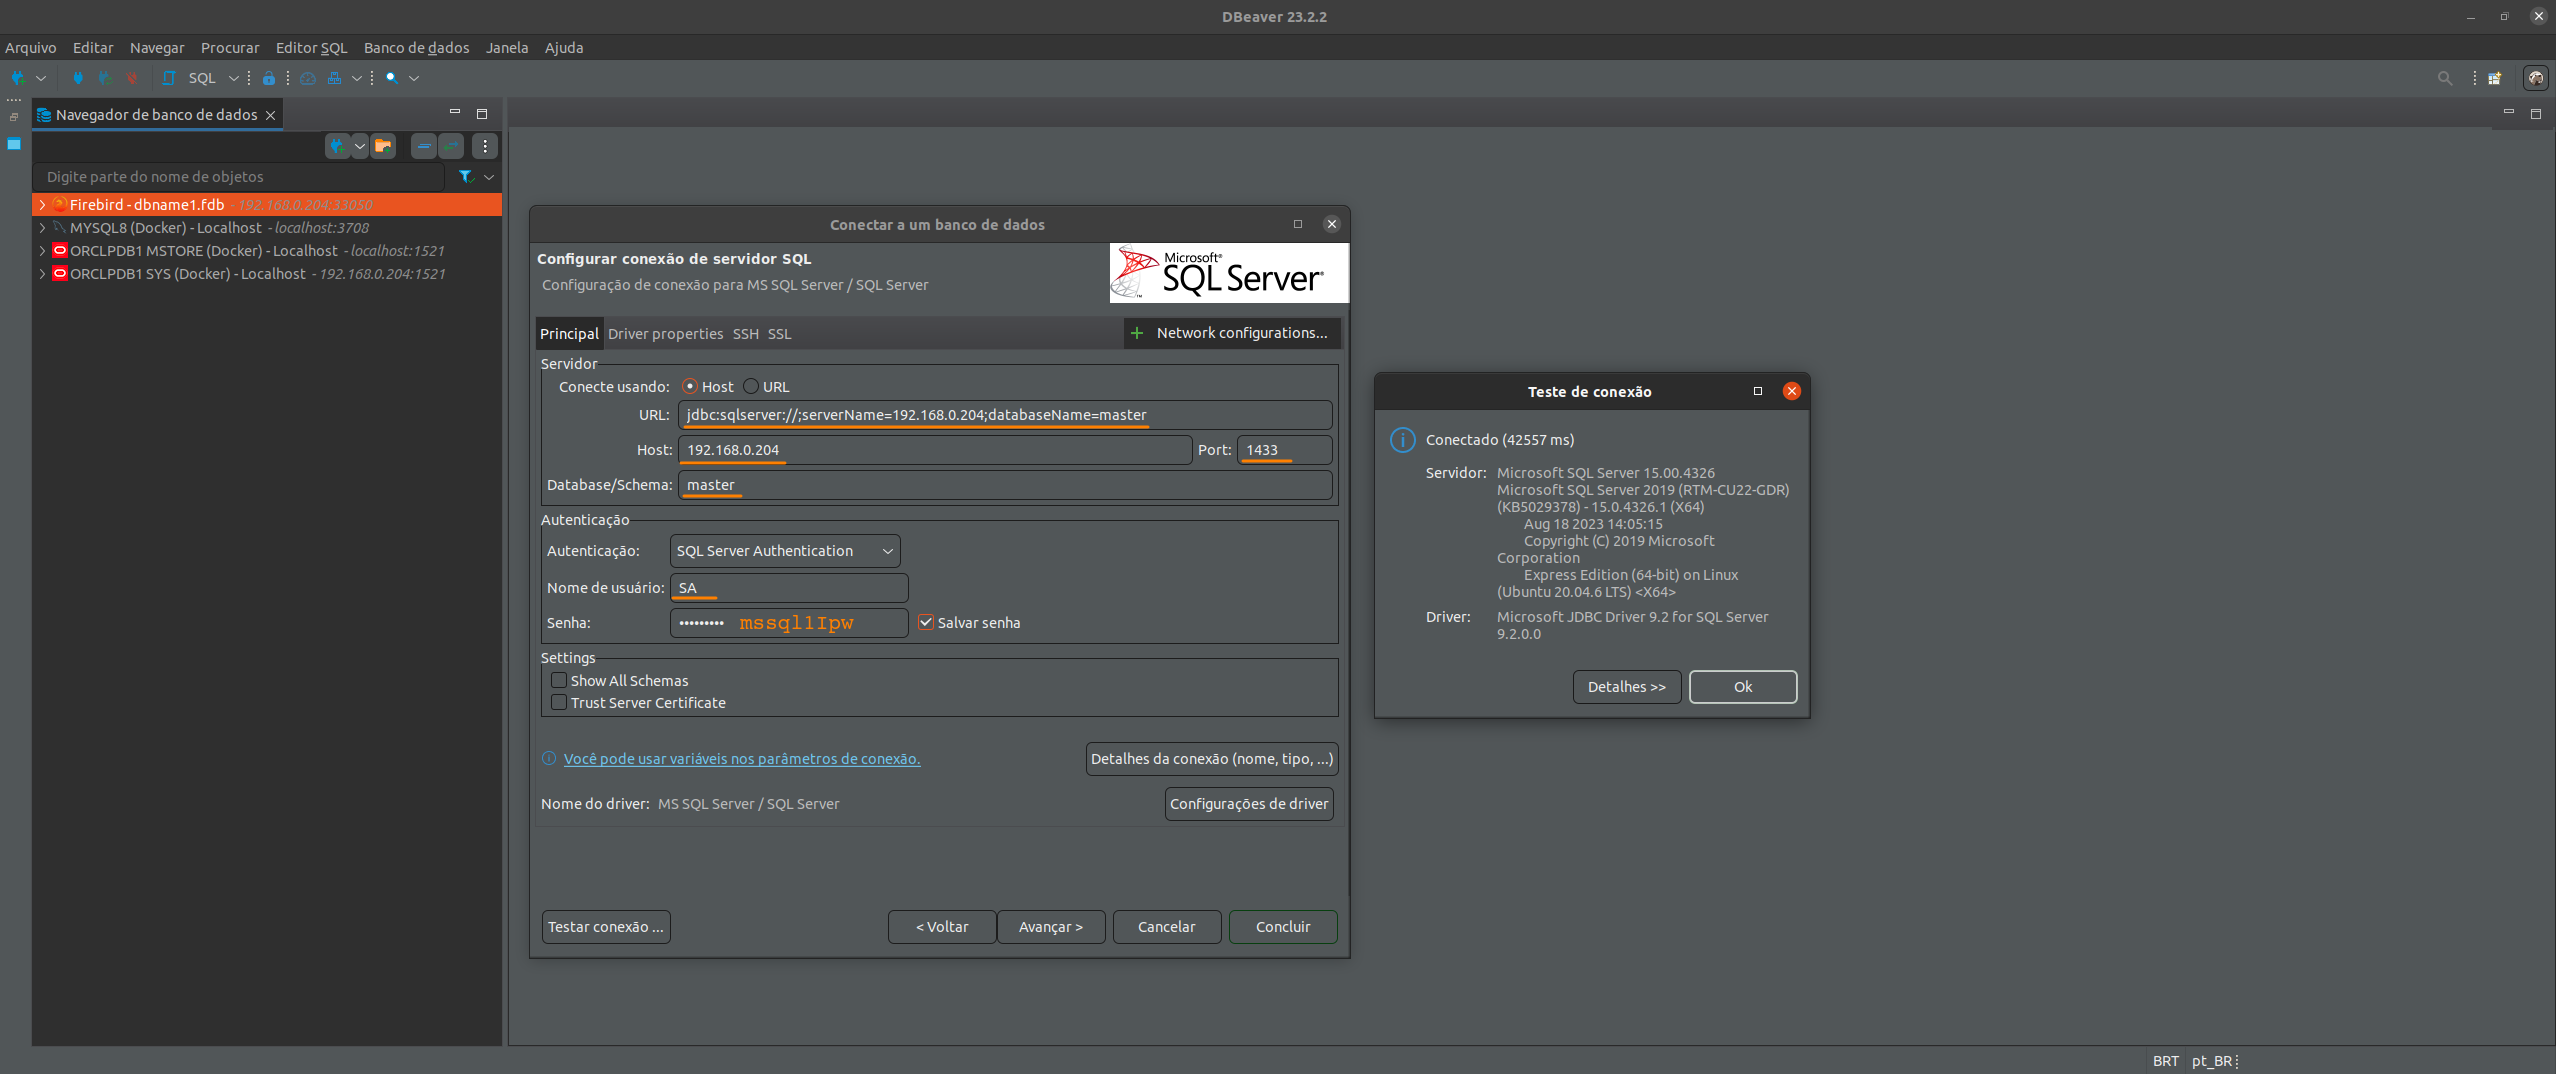 DBeaver 23.2.2
Arquivo Editar Navegar Procurar Editor SQL Banco de dados Janela Ajuda
SQL
Navegador de banco de dados
Digite parte do nome de objetos
Firebird - dbname1.fdb - 192.168.0.204:33050
MYSQL8 (Docker) - Localhost - localhost:3708
ORCLPDB1 MSTORE (Docker) - Localhost - localhost:1521
ORCLPDB1 SYS (Docker) - Localhost - 192.168.0.204:1521
Conectar a um banco de dados
Configurar conexão de servidor SQL
Configuração de conexão para MS SQL Server / SQL Server
Microsoft®
SQL Server®
Principal Driver properties SSH SSL
Network configurations...
Servidor
Conecte usando: Host URL
URL: jdbc:sqlserver://;serverName=192.168.0.204;databaseName=master
Host: 192.168.0.204 Port: 1433
Database/Schema: master
Autenticação
Autenticação: SQL Server Authentication
Nome de usuário: SA
Senha: ••••••••• mssql1Ipw Salvar senha
Settings
Show All Schemas
Trust Server Certificate
Você pode usar variáveis nos parâmetros de conexão.
Detalhes da conexão (nome, tipo, ...)
Nome do driver: MS SQL Server / SQL Server
Configurações de driver
Testar conexão ... < Voltar Avançar > Cancelar Concluir
Teste de conexão
Conectado (42557 ms)
Servidor: Microsoft SQL Server 15.00.4326
Microsoft SQL Server 2019 (RTM-CU22-GDR)
(KB5029378) - 15.0.4326.1 (X64)
Aug 18 2023 14:05:15
Copyright (C) 2019 Microsoft
Corporation
Express Edition (64-bit) on Linux
(Ubuntu 20.04.6 LTS) <X64>
Driver: Microsoft JDBC Driver 9.2 for SQL Server
9.2.0.0
Detalhes >> Ok
BRT pt_BR